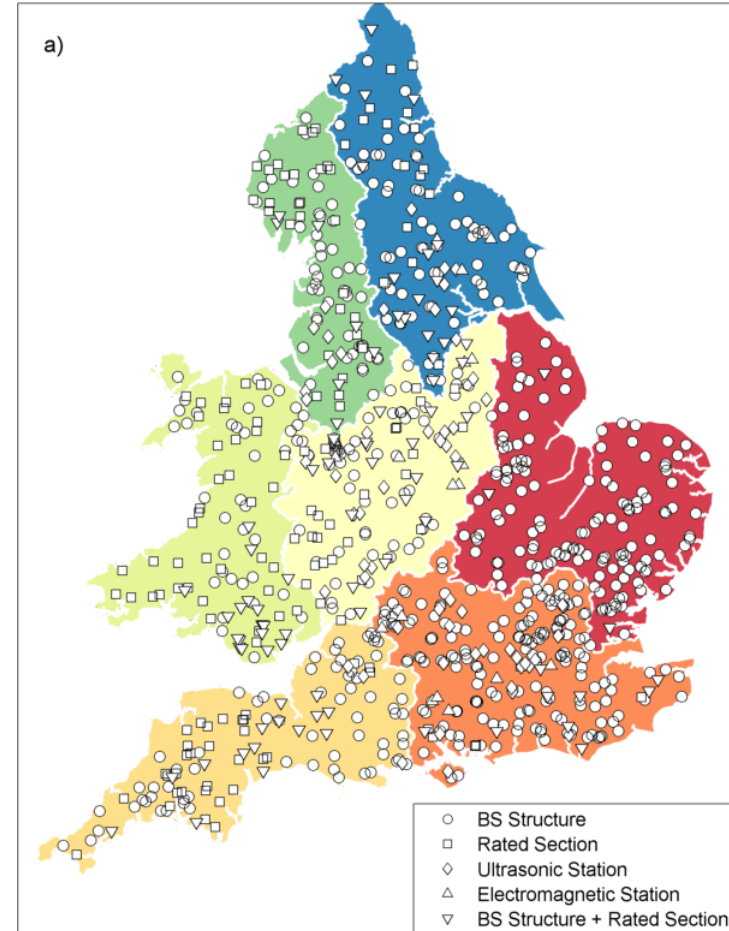 a)
BS Structure
Rated Section
Ultrasonic Station
Electromagnetic Station
BS Structure + Rated Section